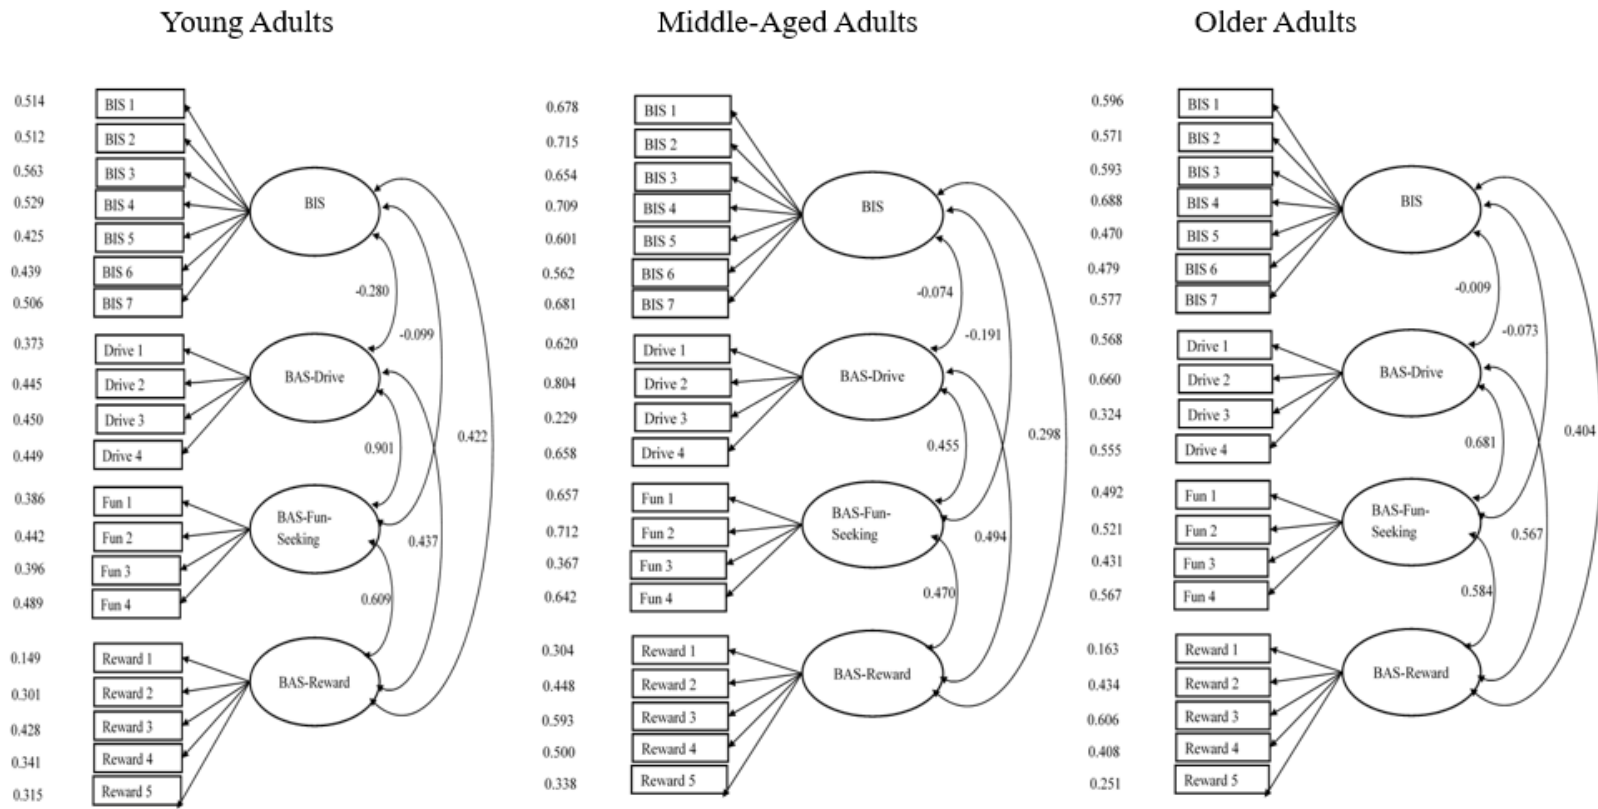 Young Adults
0.514 BIS 1
0.512 BIS 2
0.563 BIS 3
0.529 BIS 4
0.425 BIS 5
0.439 BIS 6
0.506 BIS 7
BIS
-0.280
-0.099
0.373 Drive 1
0.445 Drive 2
0.450 Drive 3
0.449 Drive 4
BAS-Drive
0.901
0.422
0.386 Fun 1
0.442 Fun 2
0.396 Fun 3
0.489 Fun 4
BAS-Fun-
Seeking
0.437
0.609
0.149 Reward 1
0.301 Reward 2
0.428 Reward 3
0.341 Reward 4
0.315 Reward 5
BAS-Reward
Middle-Aged Adults
0.678 BIS 1
0.715 BIS 2
0.654 BIS 3
0.709 BIS 4
0.601 BIS 5
0.562 BIS 6
0.681 BIS 7
BIS
-0.074
-0.191
0.620 Drive 1
0.804 Drive 2
0.229 Drive 3
0.658 Drive 4
BAS-Drive
0.455
0.298
0.657 Fun 1
0.712 Fun 2
0.367 Fun 3
0.642 Fun 4
BAS-Fun-
Seeking
0.494
0.470
0.304 Reward 1
0.448 Reward 2
0.593 Reward 3
0.500 Reward 4
0.338 Reward 5
BAS-Reward
Older Adults
0.596 BIS 1
0.571 BIS 2
0.593 BIS 3
0.688 BIS 4
0.470 BIS 5
0.479 BIS 6
0.577 BIS 7
BIS
-0.009
-0.073
0.568 Drive 1
0.660 Drive 2
0.324 Drive 3
0.555 Drive 4
BAS-Drive
0.681
0.404
0.492 Fun 1
0.521 Fun 2
0.431 Fun 3
0.567 Fun 4
BAS-Fun-
Seeking
0.567
0.584
0.163 Reward 1
0.434 Reward 2
0.606 Reward 3
0.408 Reward 4
0.251 Reward 5
BAS-Reward